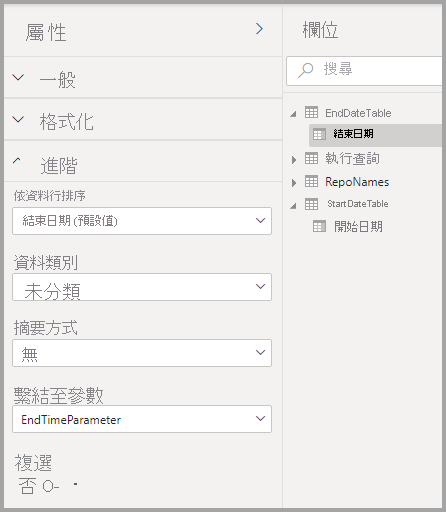 屬性
一般
格式化
進階
依資料行排序
結束日期 (預設值)
資料類別
未分類
摘要方式
無
繫結至參數
EndTimeParameter
複選
否 O-
欄位
搜尋
EndDateTable
結束日期
執行查詢
RepoNames
StartDateTable
開始日期